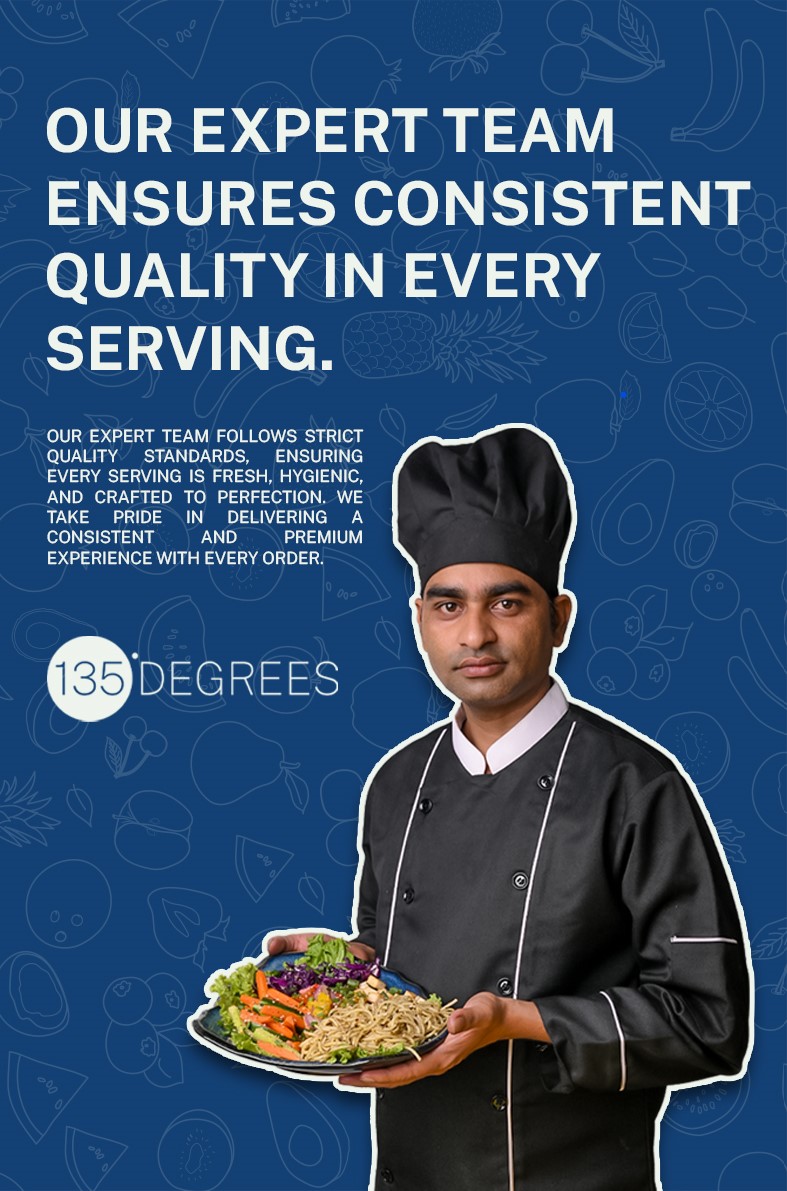 OUR EXPERT TEAM
ENSURES CONSISTENT
QUALITY IN EVERY
SERVING.
OUR EXPERT TEAM FOLLOWS STRICT
QUALITY STANDARDS, ENSURING
EVERY SERVING IS FRESH, HYGIENIC,
AND CRAFTED TO PERFECTION. WE
TAKE PRIDE IN DELIVERING A
CONSISTENT AND PREMIUM
EXPERIENCE WITH EVERY ORDER.
135°DEGREES